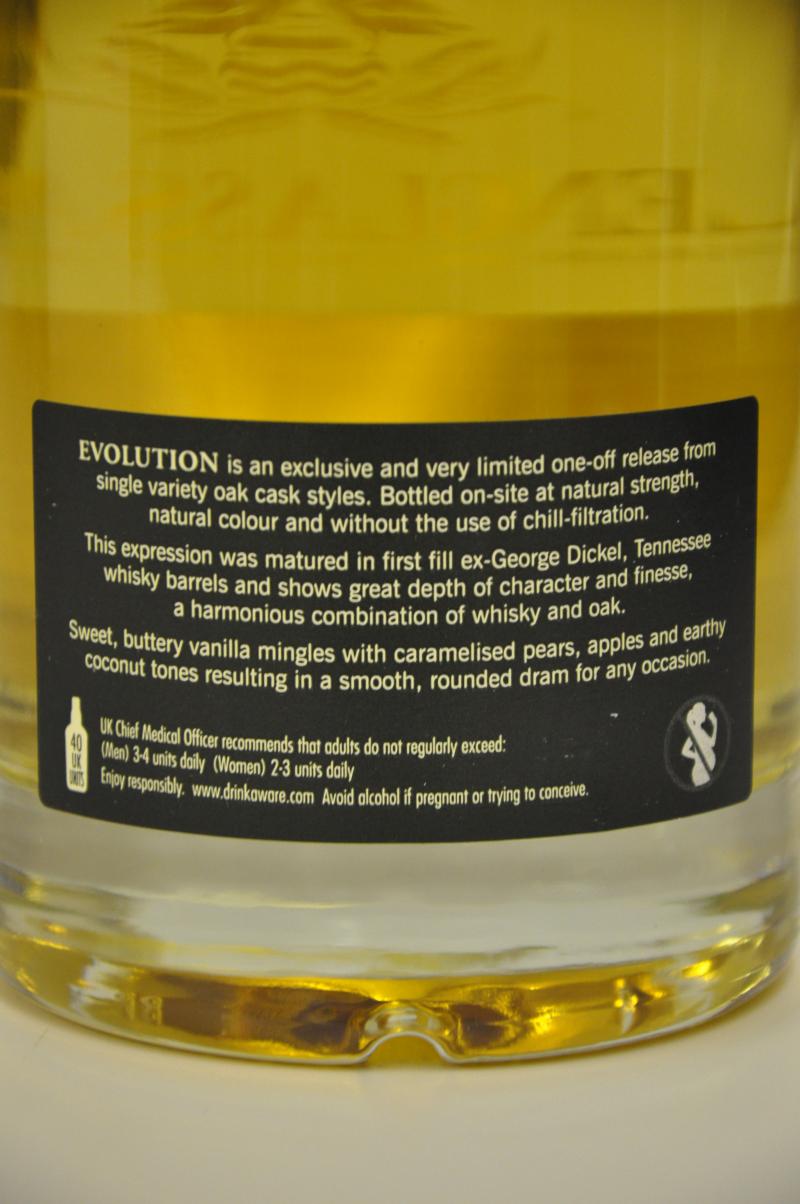 EVOLUTION is an exclusive and very limited one-off release from
single variety oak cask styles. Bottled on-site at natural strength,
natural colour and without the use of chill-filtration.
This expression was matured in first fill ex-George Dickel, Tennessee
whisky barrels and shows great depth of character and finesse,
a harmonious combination of whisky and oak.
Sweet, buttery vanilla mingles with caramelised pears, apples and earthy
coconut tones resulting in a smooth, rounded dram for any occasion.
40
UK
UNITS
UK Chief Medical Officer recommends that adults do not regularly exceed:
(Men) 3-4 units daily (Women) 2-3 units daily
Enjoy responsibly. www.drinkaware.com Avoid alcohol if pregnant or trying to conceive.